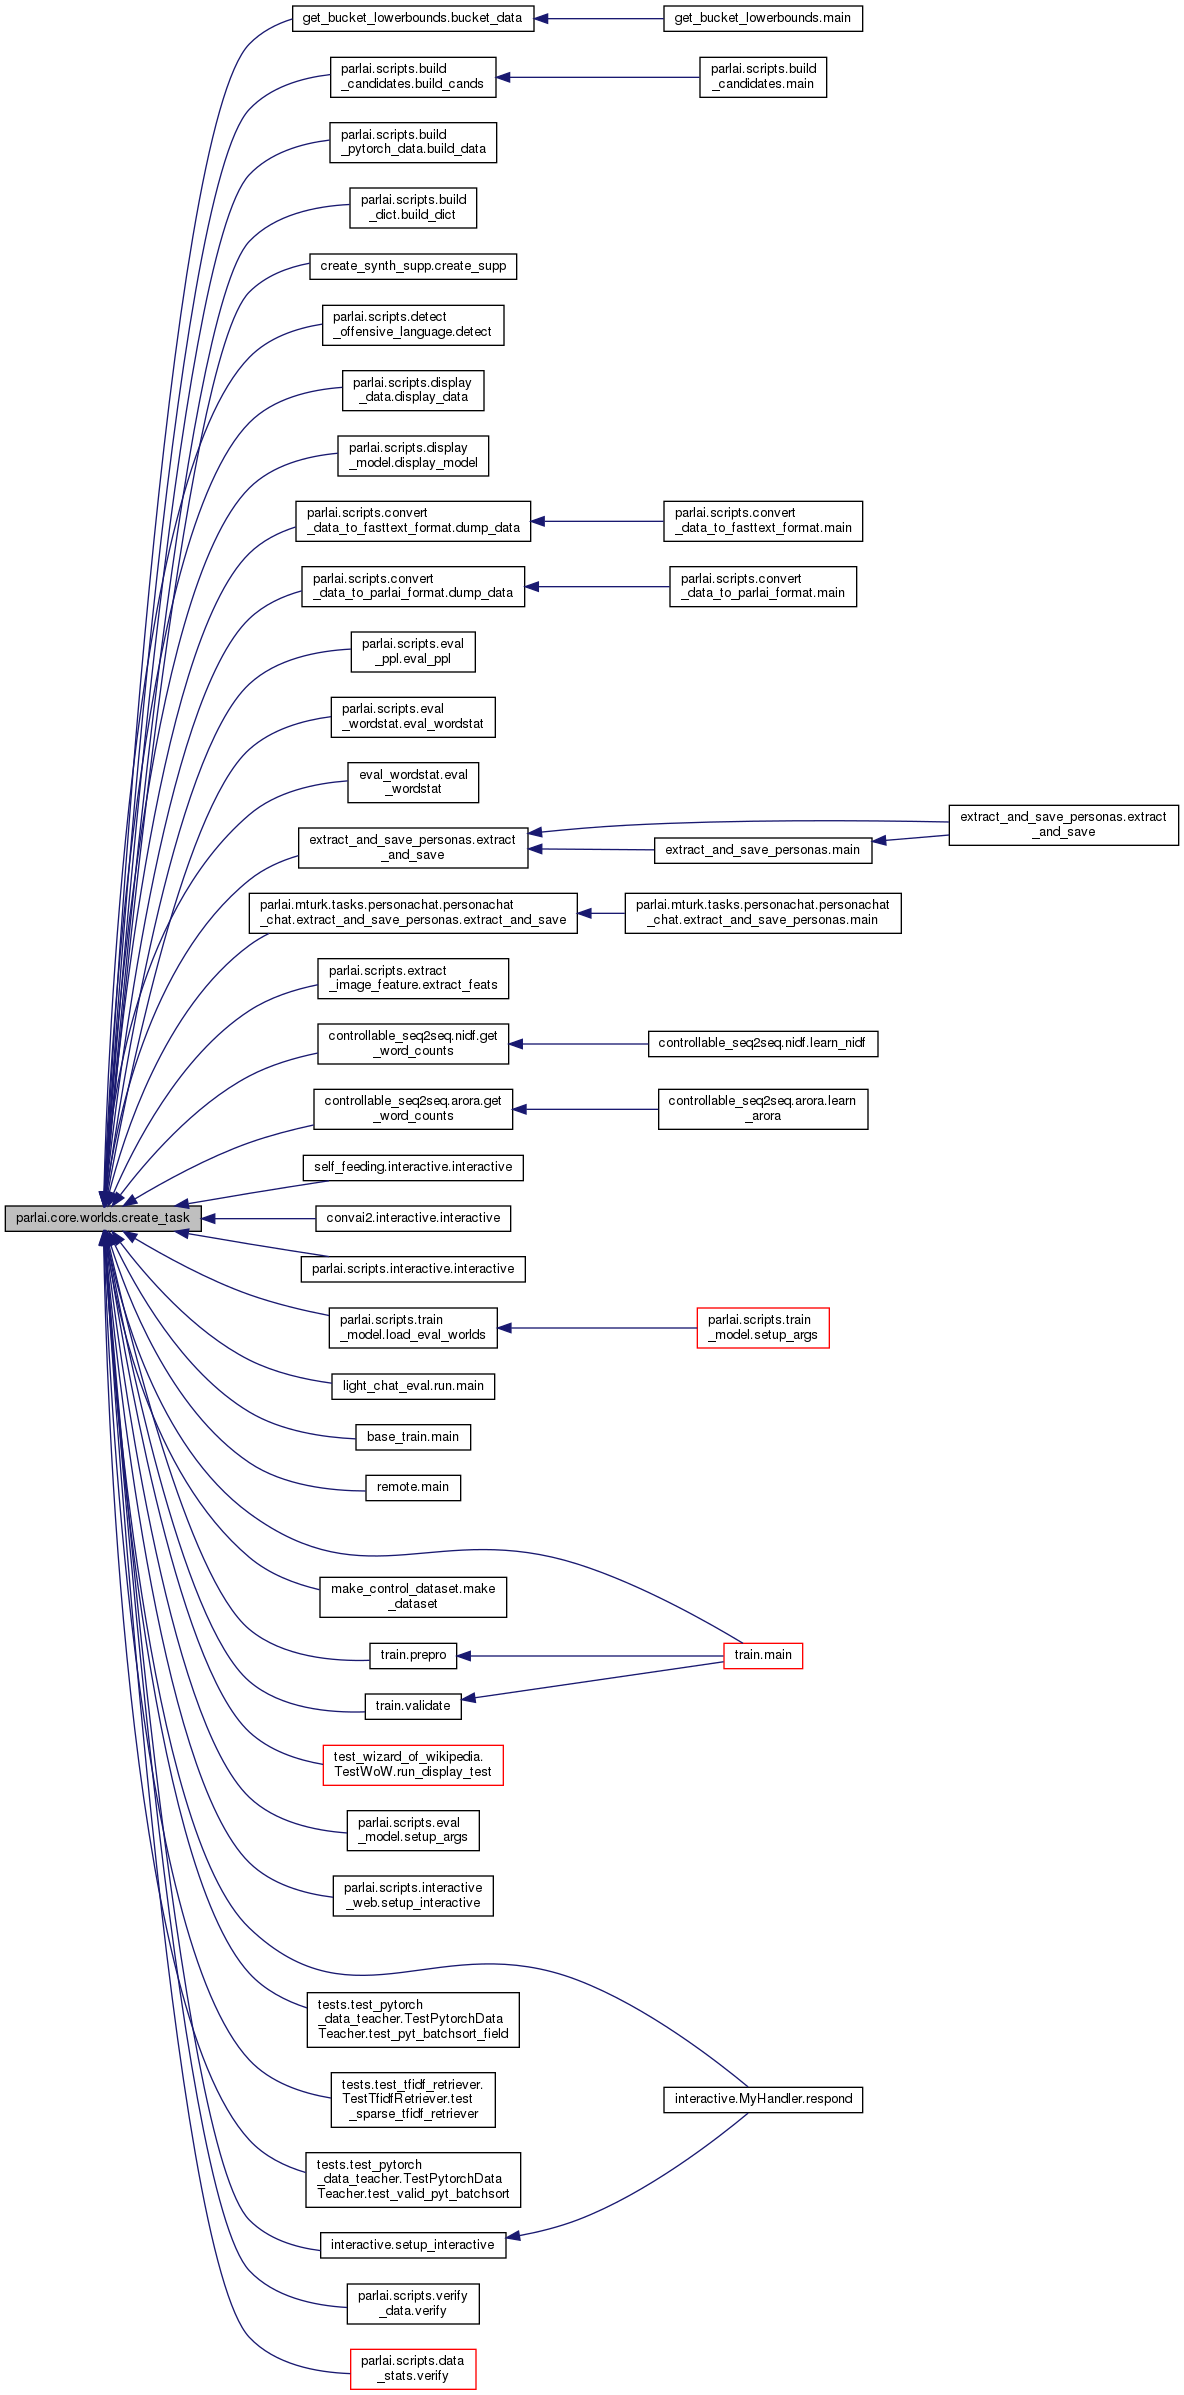 get_bucket_lowerbounds.bucket_data
get_bucket_lowerbounds.main
parlai.scripts.build
_candidates.build_cands
parlai.scripts.build
_candidates.main
parlai.scripts.build
_pytorch_data.build_data
parlai.scripts.build
_dict.build_dict
create_synth_supp.create_supp
parlai.scripts.detect
_offensive_language.detect
parlai.scripts.display
_data.display_data
parlai.scripts.display
_model.display_model
parlai.scripts.convert
_data_to_fasttext_format.dump_data
parlai.scripts.convert
_data_to_fasttext_format.main
parlai.scripts.convert
_data_to_parlai_format.dump_data
parlai.scripts.convert
_data_to_parlai_format.main
parlai.scripts.eval
_ppl.eval_ppl
parlai.scripts.eval
_wordstat.eval_wordstat
eval_wordstat.eval
_wordstat
extract_and_save_personas.extract
_and_save
extract_and_save_personas.main
extract_and_save_personas.extract
_and_save
parlai.mturk.tasks.personachat.personachat
_chat.extract_and_save_personas.extract_and_save
parlai.mturk.tasks.personachat.personachat
_chat.extract_and_save_personas.main
parlai.scripts.extract
_image_feature.extract_feats
controllable_seq2seq.nidf.get
_word_counts
controllable_seq2seq.nidf.learn_nidf
controllable_seq2seq.arora.get
_word_counts
controllable_seq2seq.arora.learn
_arora
self_feeding.interactive.interactive
parlai.core.worlds.create_task
convai2.interactive.interactive
parlai.scripts.interactive.interactive
parlai.scripts.train
_model.load_eval_worlds
parlai.scripts.train
_model.setup_args
light_chat_eval.run.main
base_train.main
remote.main
make_control_dataset.make
_dataset
train.prepro
train.main
train.validate
test_wizard_of_wikipedia.
TestWoW.run_display_test
parlai.scripts.eval
_model.setup_args
parlai.scripts.interactive
_web.setup_interactive
tests.test_pytorch
_data_teacher.TestPytorchData
Teacher.test_pyt_batchsort_field
tests.test_tfidf_retriever.
TestTfidfRetriever.test
_sparse_tfidf_retriever
interactive.MyHandler.respond
tests.test_pytorch
_data_teacher.TestPytorchData
Teacher.test_valid_pyt_batchsort
interactive.setup_interactive
parlai.scripts.verify
_data.verify
parlai.scripts.data
_stats.verify